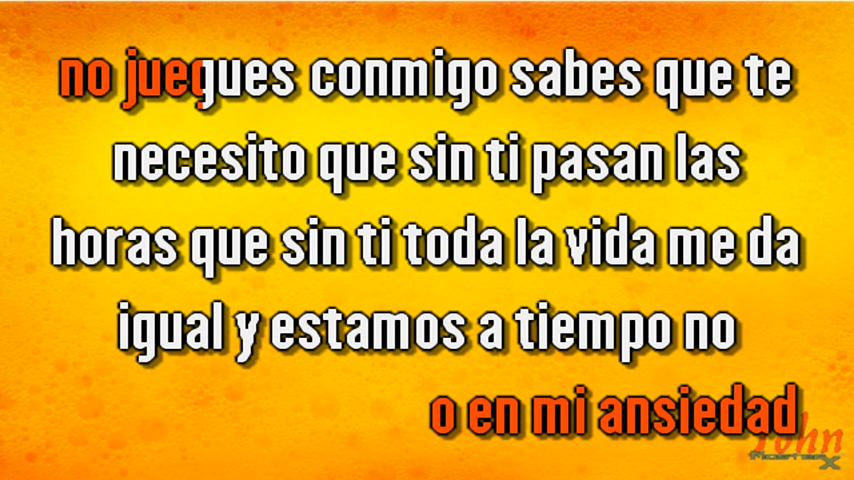 no juegues conmigo sabes que te
necesito que sin ti pasan las
horas que sin ti toda la vida me da
igual y estamos a tiempo no
o en mi ansiedad
John